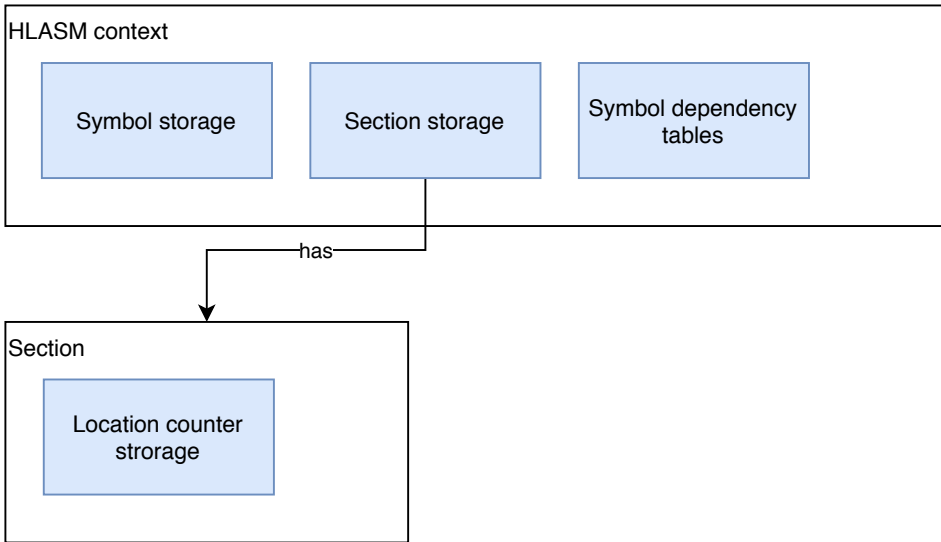 HLASM context
Symbol storage
Section storage
Symbol dependency
tables
has
Section
Location counter
strorage